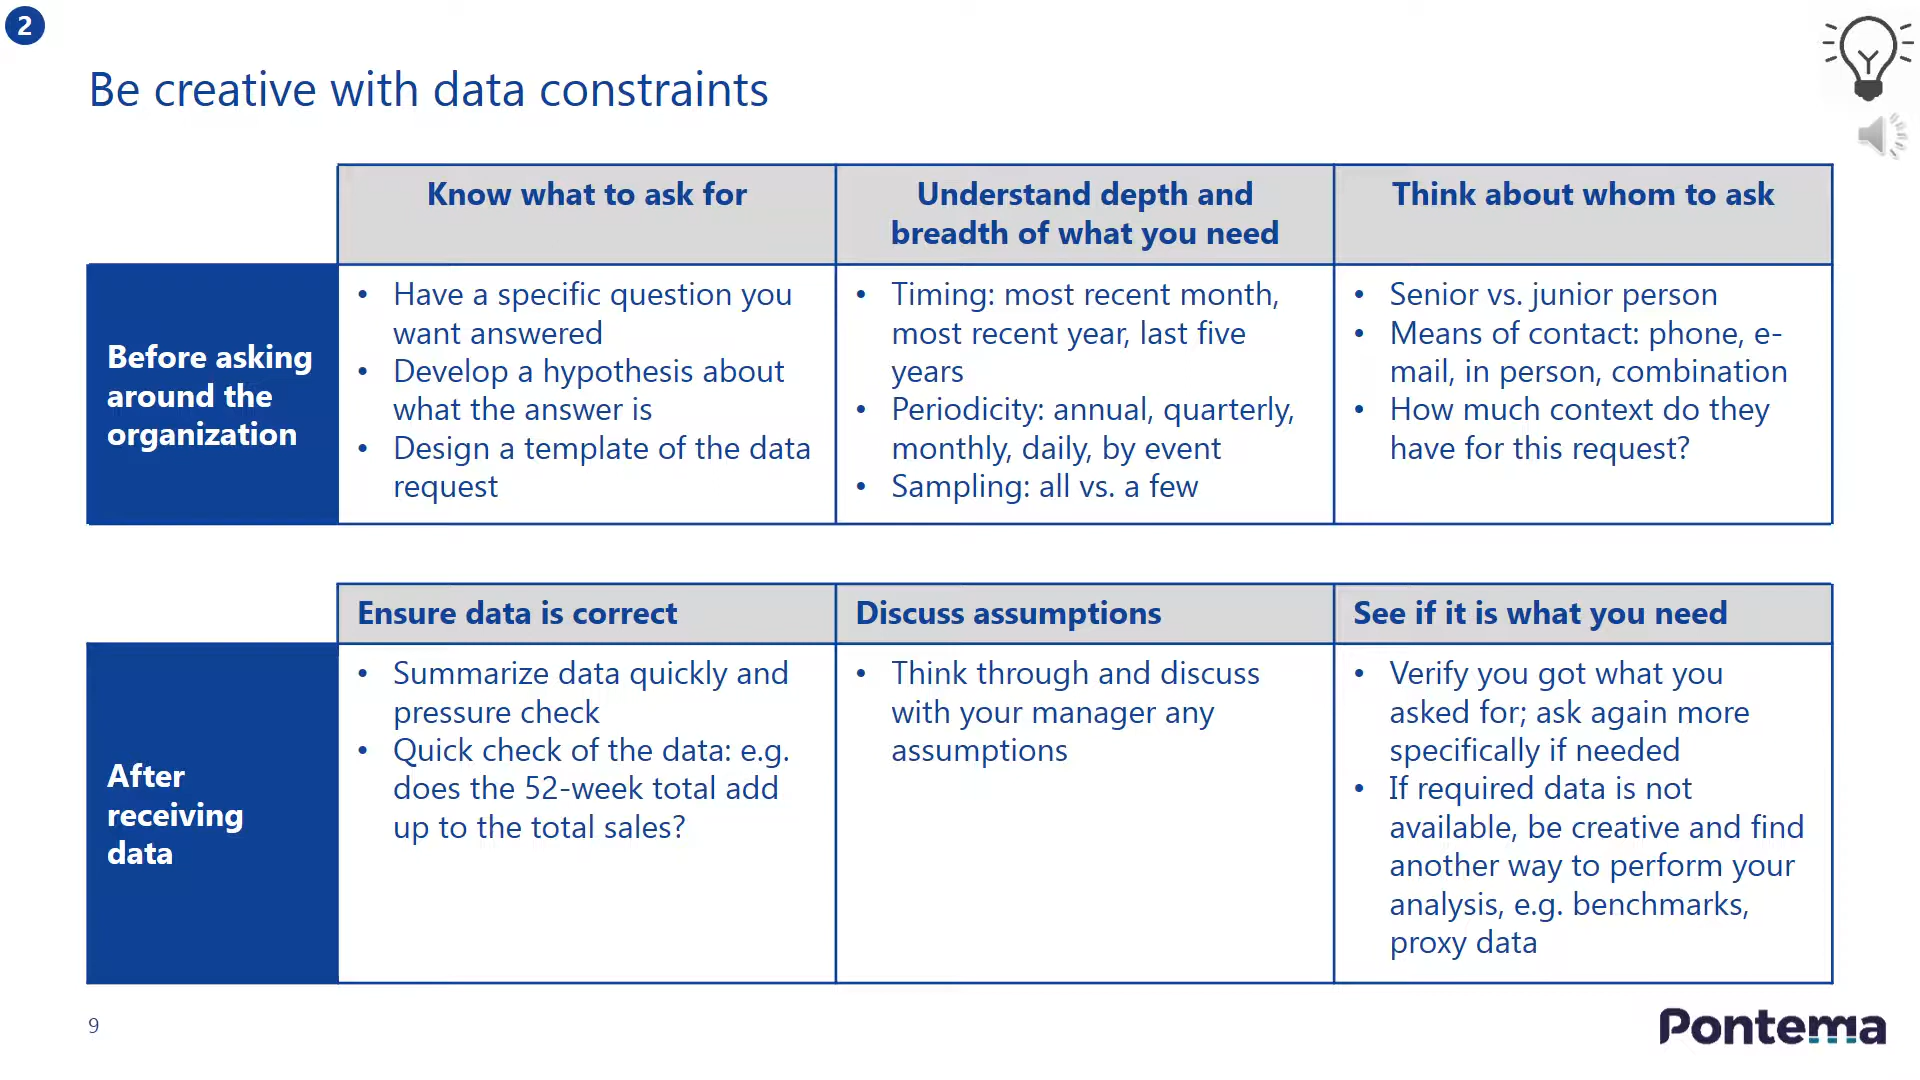 2
Be creative with data constraints
Know what to ask for
Understand depth and
breadth of what you need
Think about whom to ask
Before asking
around the
organization
• Have a specific question you
want answered
• Develop a hypothesis about
what the answer is
• Design a template of the data
request
• Timing: most recent month,
most recent year, last five
years
• Periodicity: annual, quarterly,
monthly, daily, by event
• Sampling: all vs. a few
• Senior vs. junior person
• Means of contact: phone, e-
mail, in person, combination
• How much context do they
have for this request?
Ensure data is correct
Discuss assumptions
See if it is what you need
After
receiving
data
• Summarize data quickly and
pressure check
• Quick check of the data: e.g.
does the 52-week total add
up to the total sales?
• Think through and discuss
with your manager any
assumptions
• Verify you got what you
asked for; ask again more
specifically if needed
• If required data is not
available, be creative and find
another way to perform your
analysis, e.g. benchmarks,
proxy data
9
Pontema